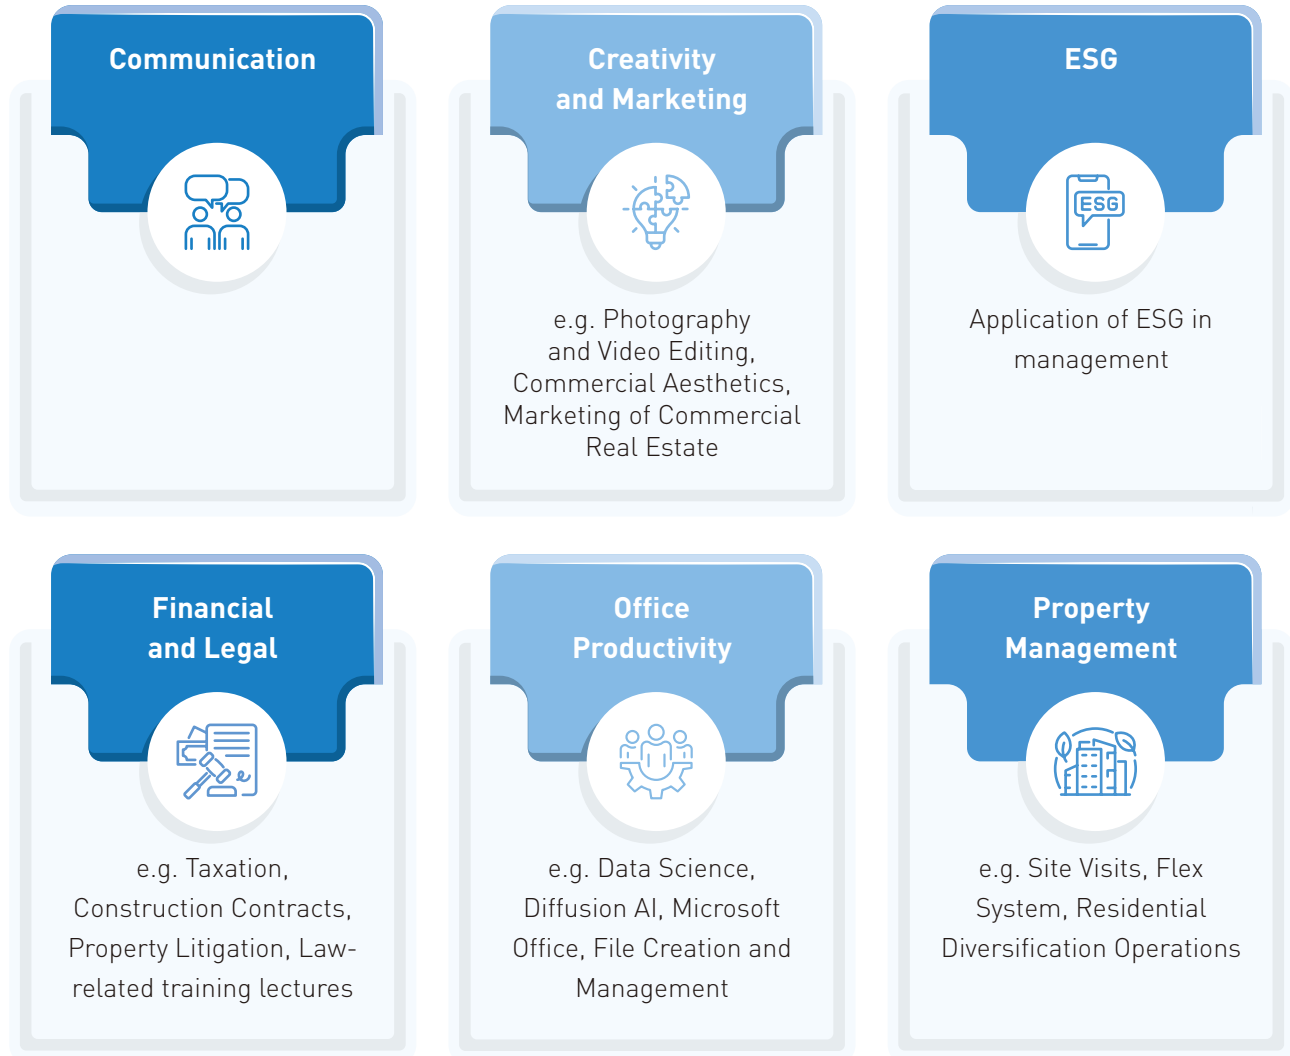 Communication
Creativity
and Marketing
e.g. Photography
and Video Editing,
Commercial Aesthetics,
Marketing of Commercial
Real Estate
ESG
ESG
Application of ESG in
management
Financial
and Legal
e.g. Taxation,
Construction Contracts,
Property Litigation, Law-
related training lectures
Office
Productivity
e.g. Data Science,
Diffusion AI, Microsoft
Office, File Creation and
Management
Property
Management
e.g. Site Visits, Flex
System, Residential
Diversification Operations